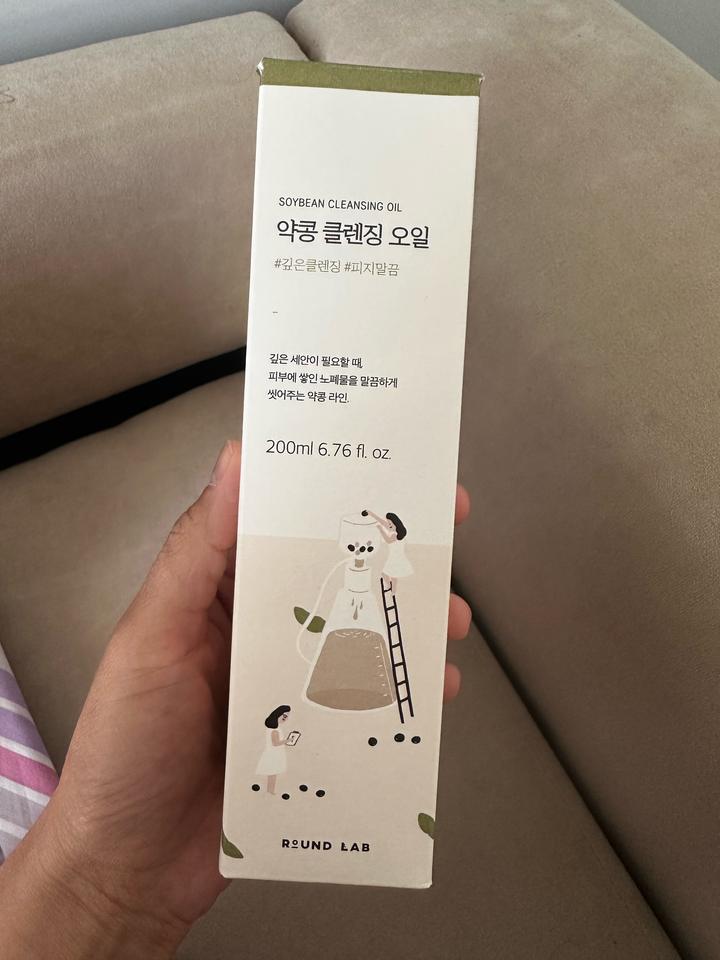 SOYBEAN CLEANSING OIL
약콩 클렌징 오일
#깊은클렌징 #피지말끔
깊은 세안이 필요할 때,
피부에 쌓인 노폐물을 말끔하게
씻어주는 약콩 라인.
200ml 6.76 fl. oz.
ROUND LAB